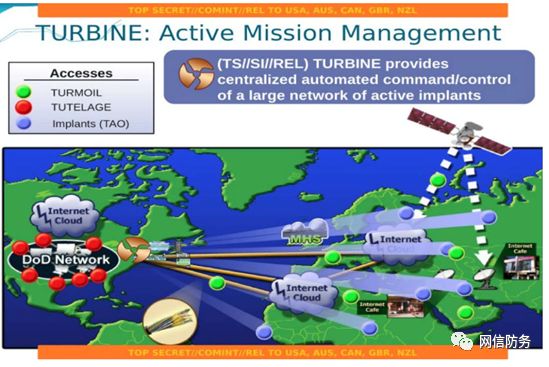 TOP SECRET//COMINT//REL TO USA, AUS, CAN, GBR, NZL
TURBINE: Active Mission Management
Accesses
TURMOIL
TUTELAGE
Implants (TAO)
(TS//SI//REL) TURBINE provides
centralized automated command/control
of a large network of active implants
Internet
Cloud
DoD Network
MHS
Internet
Cloud
Internet
Cafe
Internet
Cloud
Internet
Cafe
网信防务
TOP SECRET//COMINT//REL TO USA, AUS, CAN, GBR, NZL